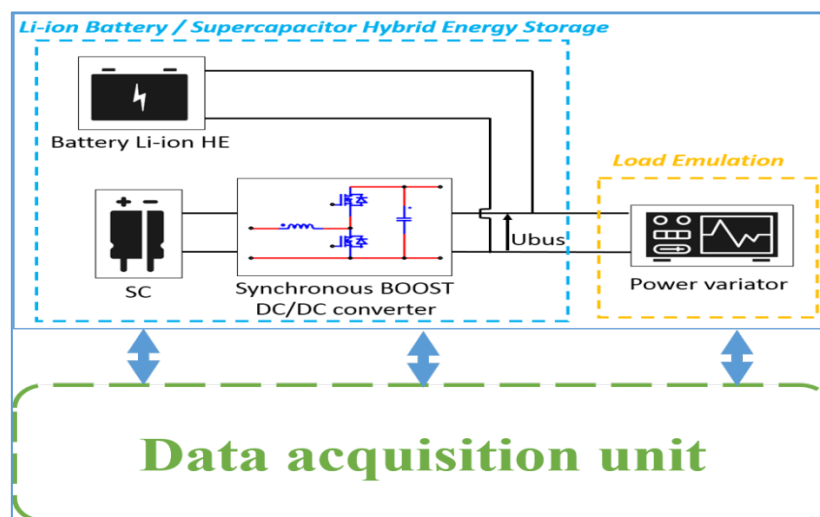 Li-ion Battery / Supercapacitor Hybrid Energy Storage
Battery Li-ion HE
Load Emulation
+ -
Ubus
SC
Synchronous BOOST
DC/DC converter
Power variator
Data acquisition unit